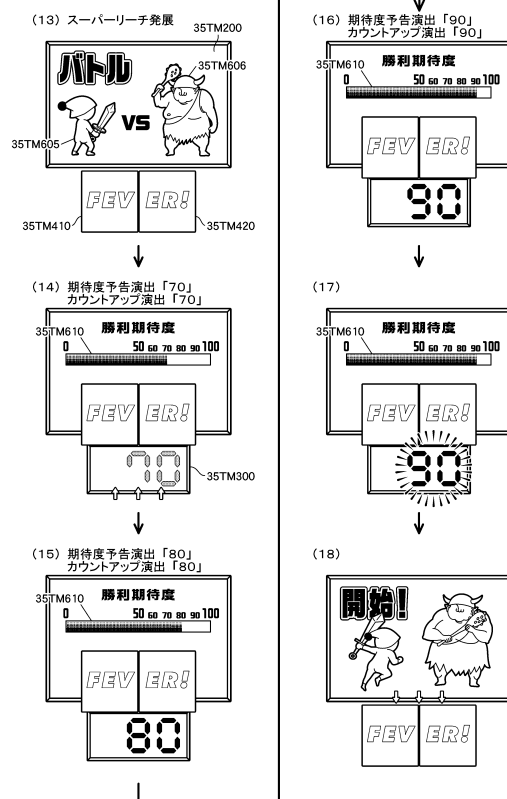 （13）スーパーリーチ発展
35TM200
35TM606
バトル
VS
35TM605
FEV ER!
35TM410
35TM420
（14）期待度予告演出「70」
カウントアップ演出「70」
35TM610
勝利期待度
0 50 60 70 80 90 100
FEV ER!
70
35TM300
（15）期待度予告演出「80」
カウントアップ演出「80」
35TM610
勝利期待度
0 50 60 70 80 90 100
FEV ER!
80
（16）期待度予告演出「90」
カウントアップ演出「90」
35TM610
勝利期待度
0 50 60 70 80 90 100
FEV ER!
90
（17）
35TM610
勝利期待度
0 50 60 70 80 90 100
FEV ER!
90
（18）
開始!
FEV ER!